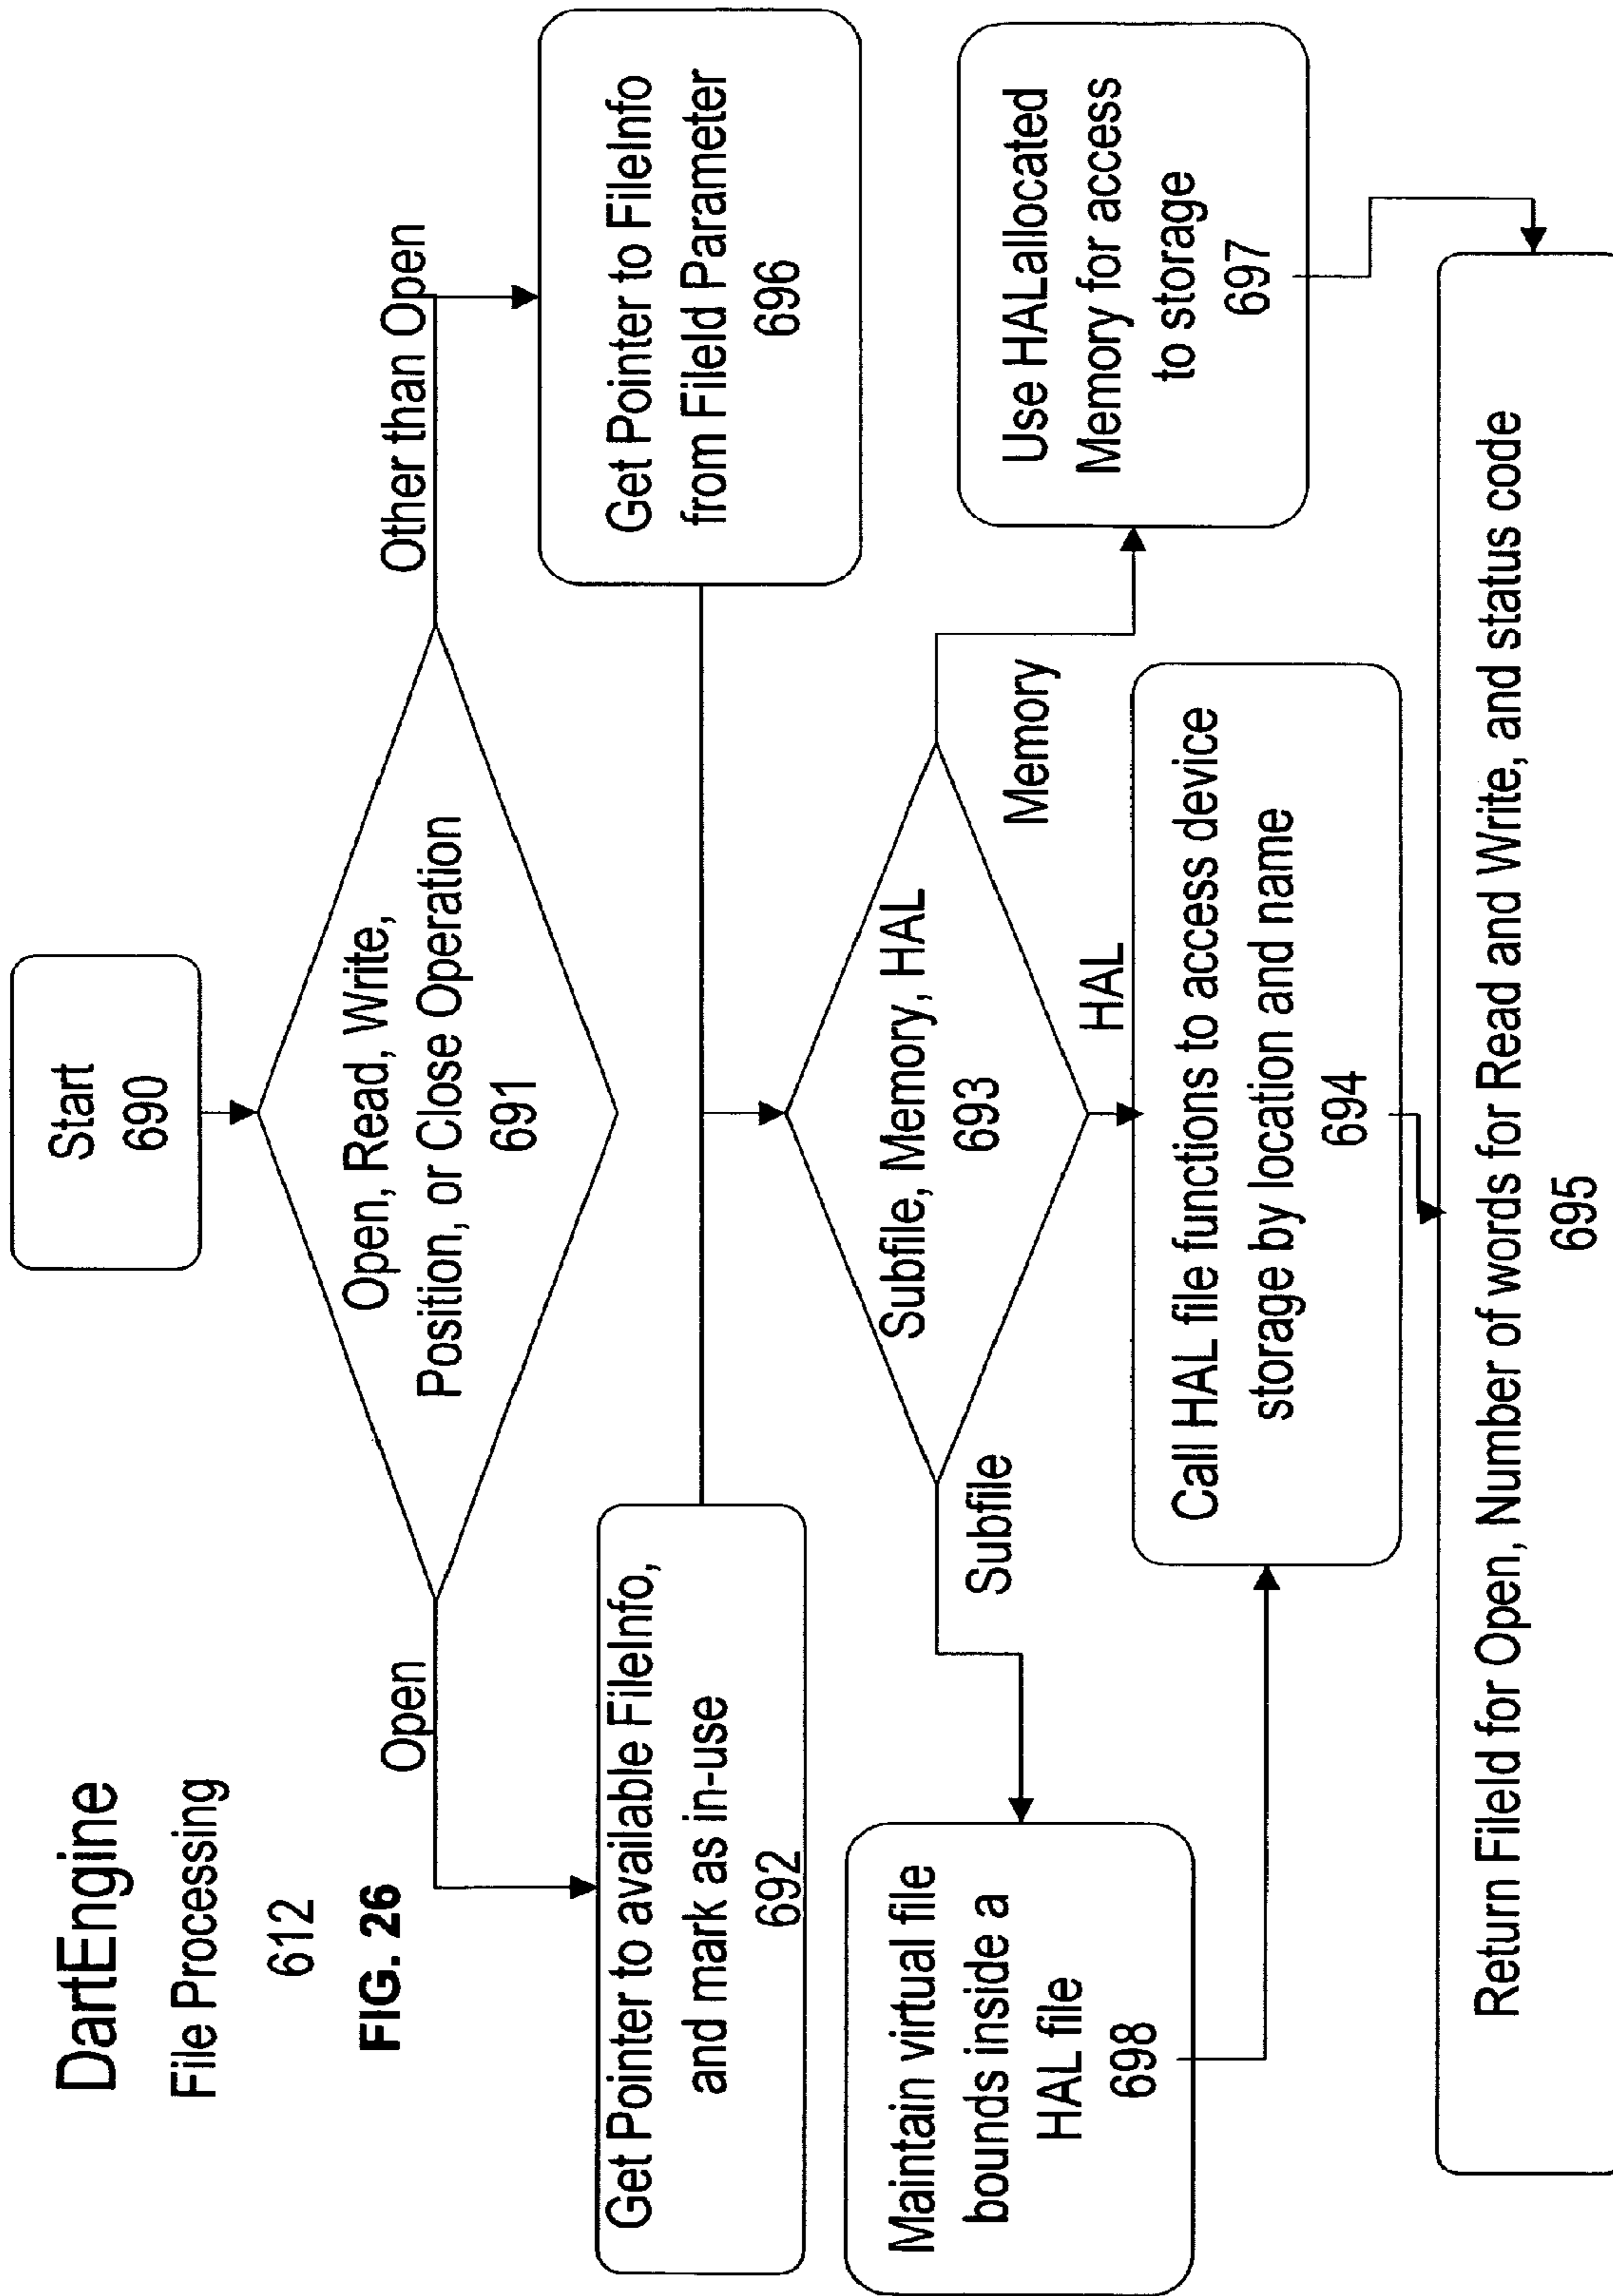 DartEngine
File Processing
612
FIG. 26
Start
690
Open, Read, Write,
Position, or Close Operation
691
Open
Other than Open
Get Pointer to available FileInfo,
and mark as in-use
692
Get Pointer to FileInfo
from FileId Parameter
696
Subfile, Memory, HAL
693
Subfile
HAL
Memory
Maintain virtual file
bounds inside a
HAL file
698
Call HAL file functions to access device
storage by location and name
694
Use HALallocated
Memory for access
to storage
697
Return FileId for Open, Number of words for Read and Write, and status code
695